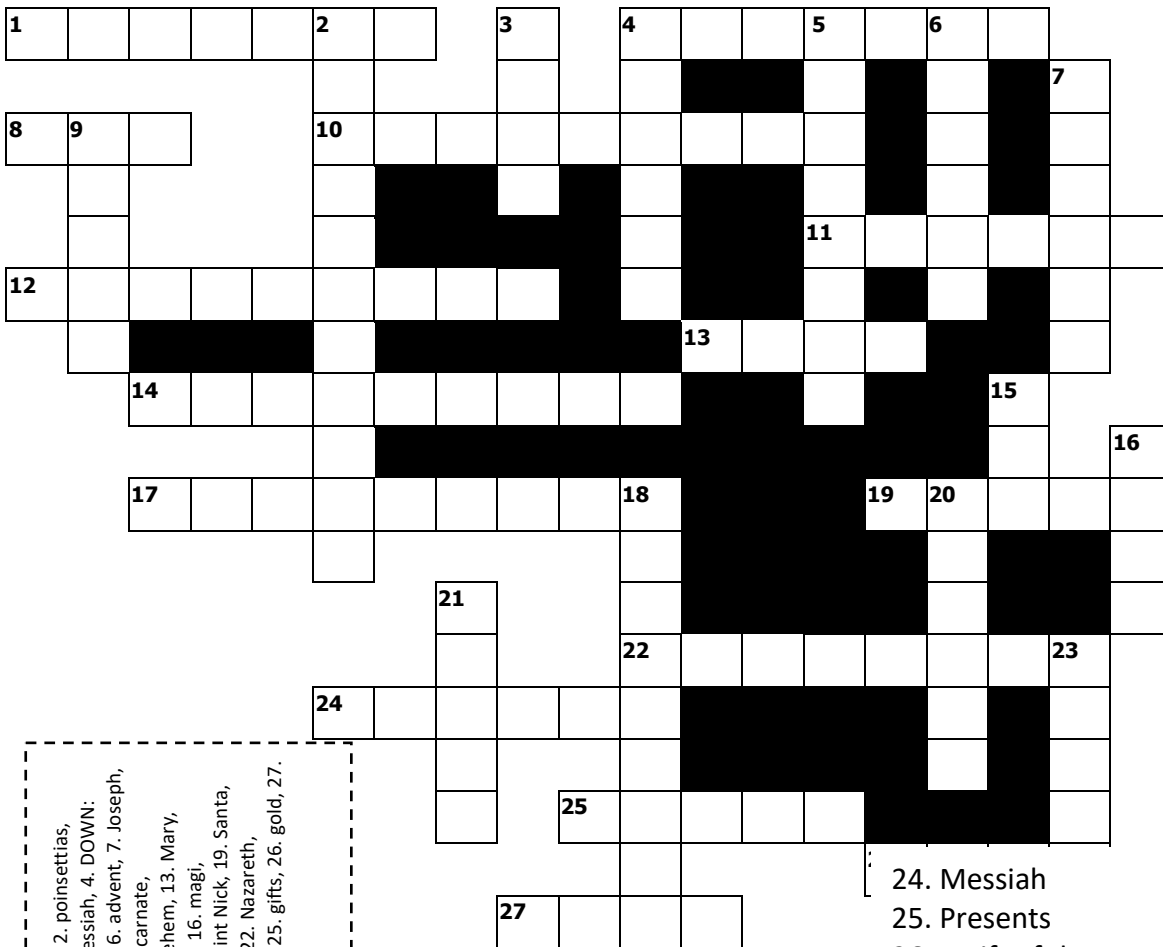 1 2 3 4 5 6
7
8 9 10
11
12
13
14 15
16
17 18 19 20
21
22 23
24
25
27
2. poinsettias,
essiah, 4. DOWN:
6. advent, 7. Joseph,
carnate,
ehem, 13. Mary,
16. magi,
int Nick, 19. Santa,
22. Nazareth,
25. gifts, 26. gold, 27.
24. Messiah
25. Presents